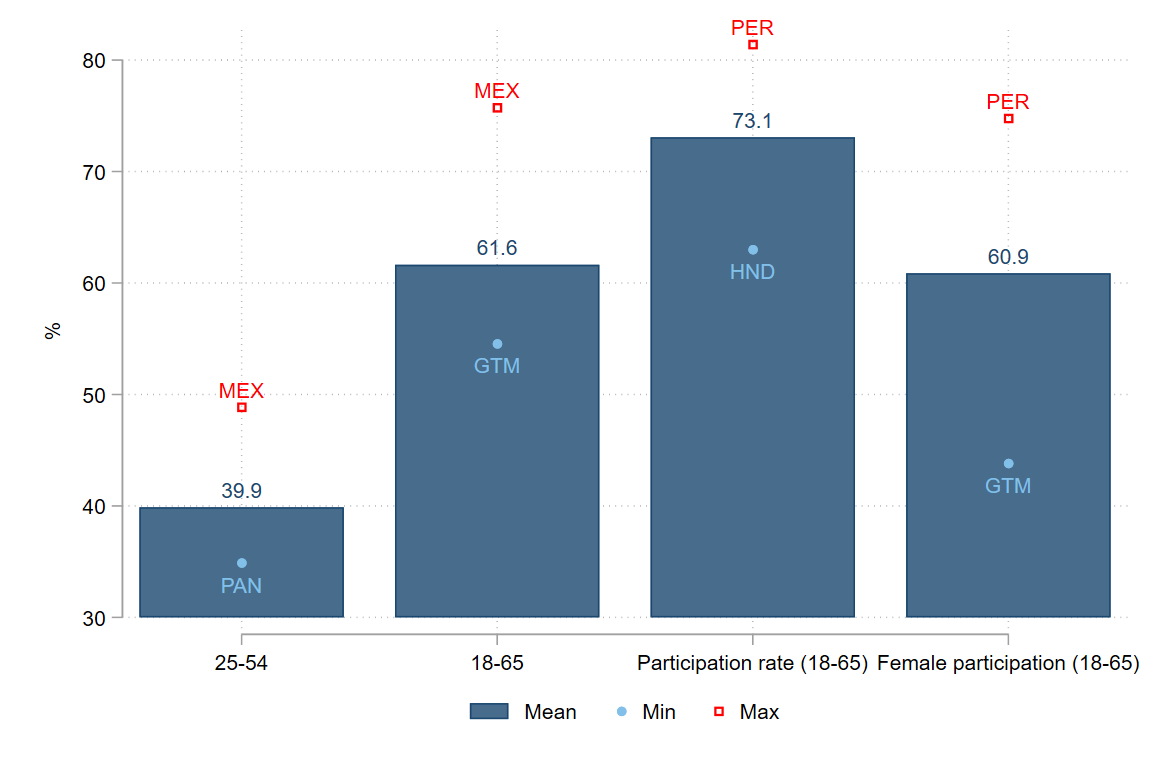 PER
80
MEX
PER
73.1
70
61.6
60.9
HND
60
%
GTM
MEX
50
39.9
GTM
40
PAN
30
25-54
18-65
Participation rate (18-65)
Female participation (18-65)
Mean
Min
Max